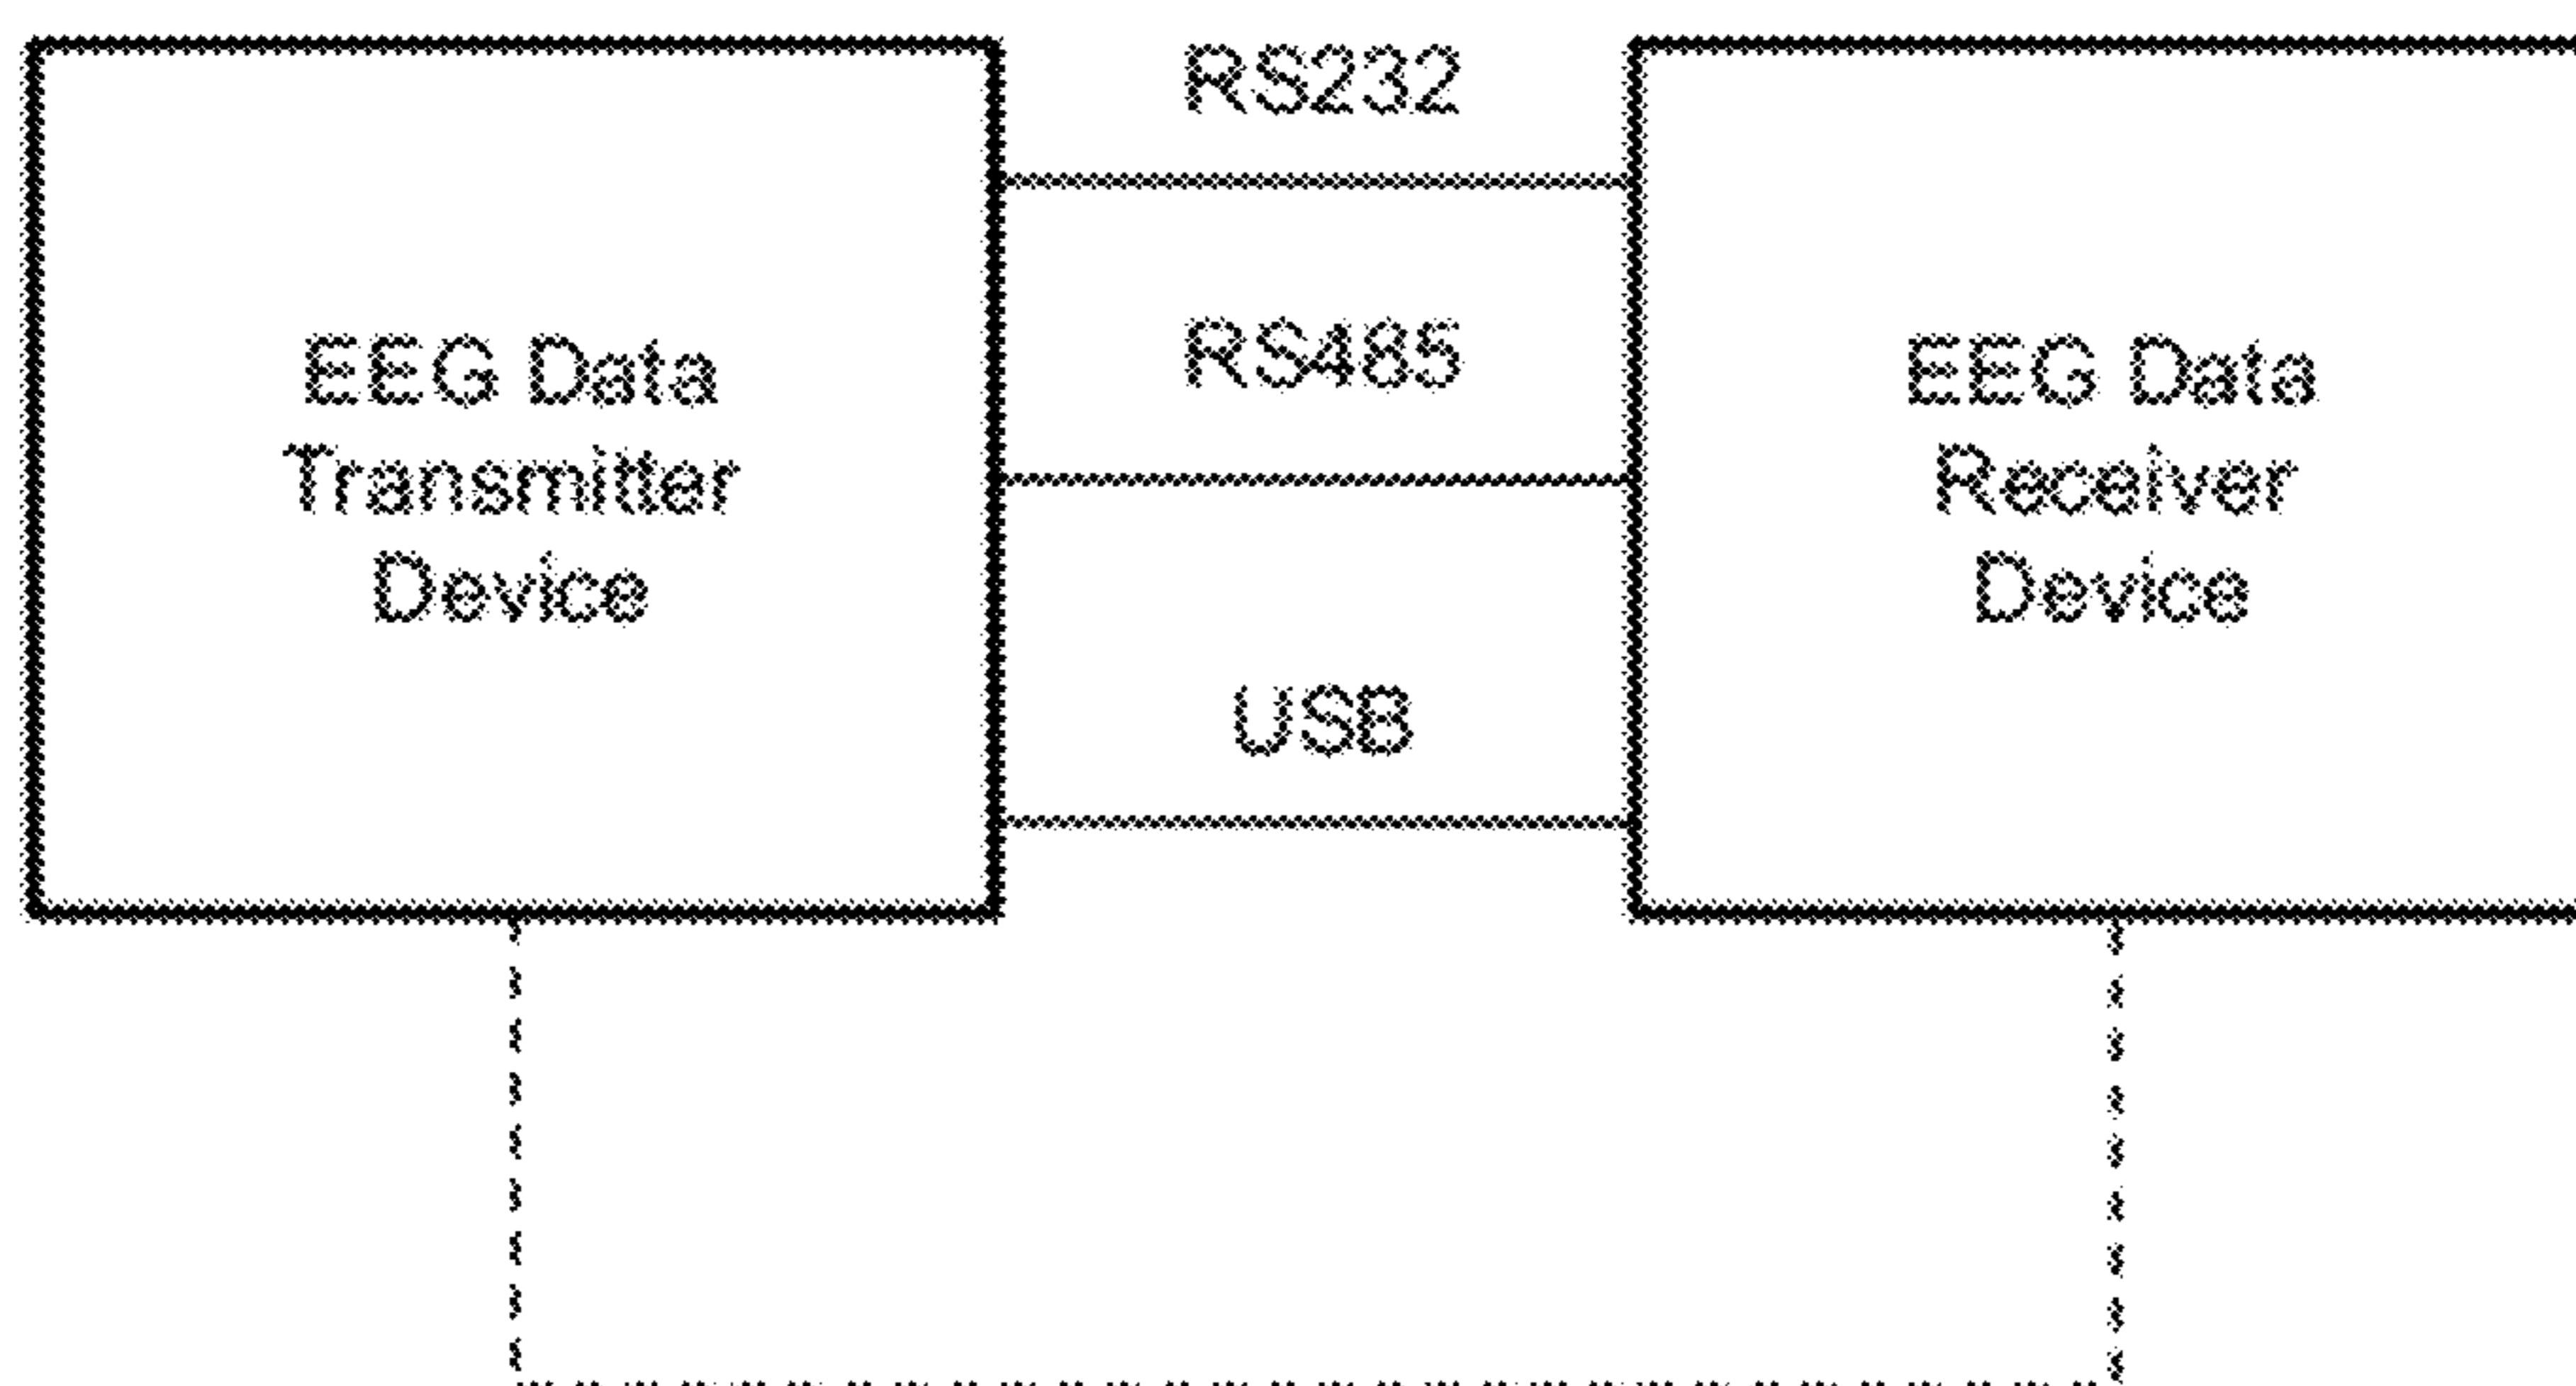 RS232
EEG Data
Transmitter
Device
RS485
USB
EEG Data
Receiver
Device